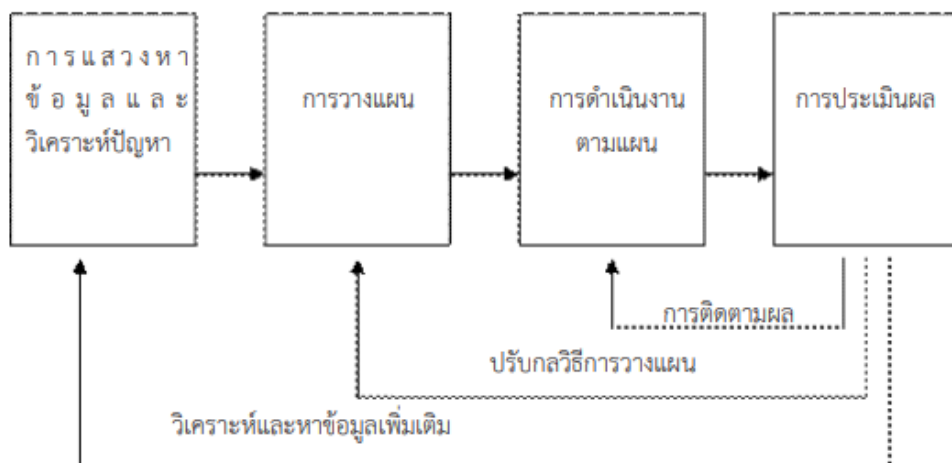 การแสวงหา
ข้อมูลและ
วิเคราะห์ปัญหา
การวางแผน
การดำเนินงาน
ตามแผน
การประเมินผล
การติดตามผล
ปรับกลวิธีการวางแผน
วิเคราะห์และหาข้อมูลเพิ่มเติม